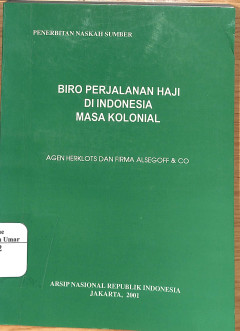 PENERBITAN NASKAH SUMBER
BIRO PERJALANAN HAJI
DI INDONESIA
MASA KOLONIAL
AGEN HERKLOTS DAN FIRMA ALSEGOFF & CO
Umar
ARSIP NASIONAL REPUBLIK INDONESIA
JAKARTA, 2001